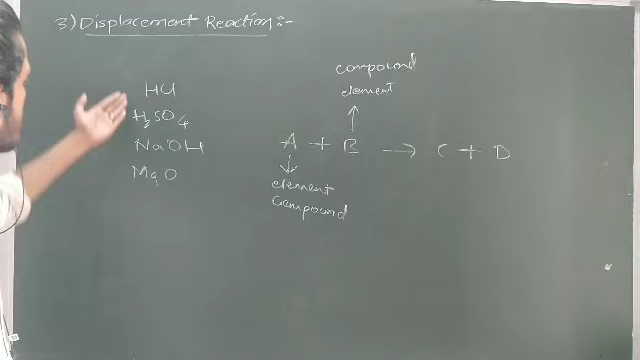 3) Displacement Reaction:-
HCl
H2SO4
NaOH
MgO
compound
element
A + B → C + D
element
compound